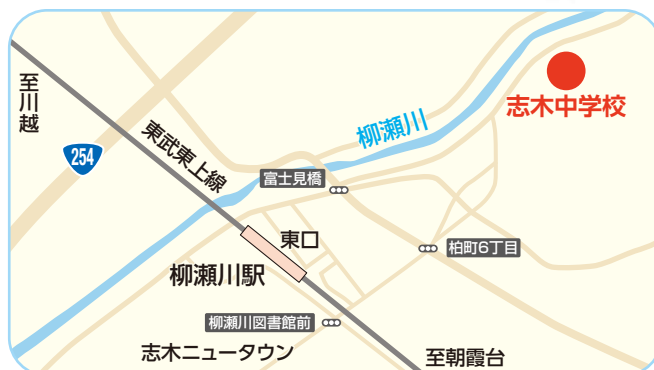 至川越
254
東武東上線
柳瀬川
志木中学校
富士見橋
東口
柏町6丁目
柳瀬川駅
柳瀬川図書館前
志木ニュータウン
至朝霞台